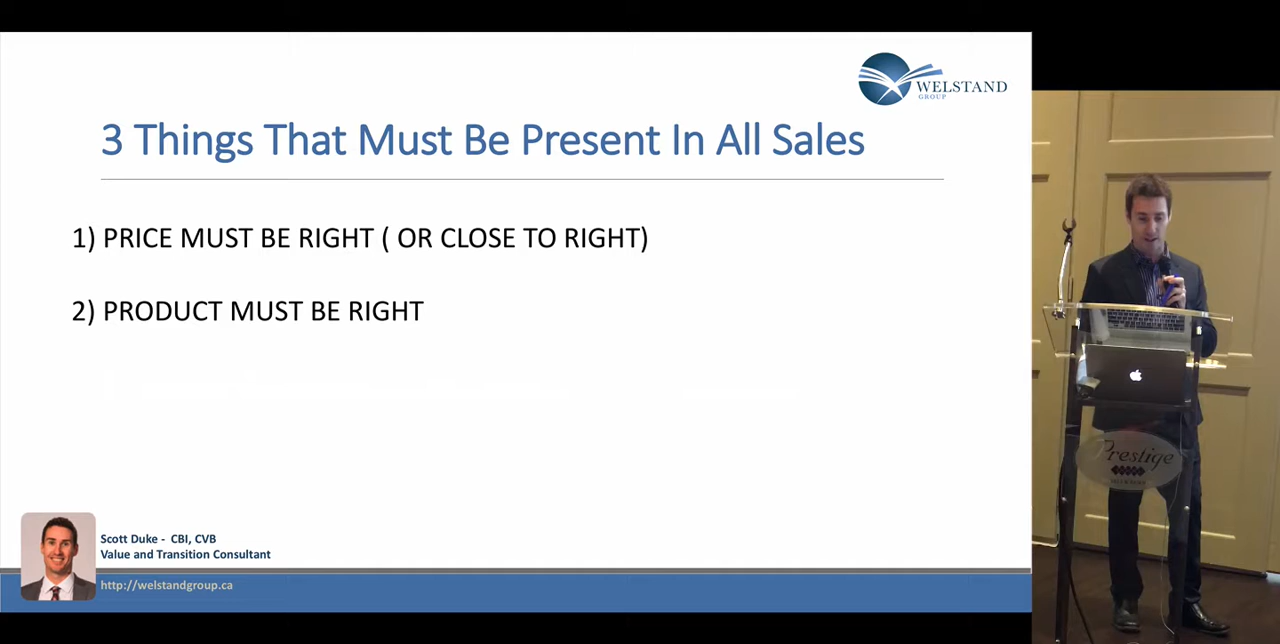 WELSTAND
GROUP
3 Things That Must Be Present In All Sales
1) PRICE MUST BE RIGHT ( OR CLOSE TO RIGHT)
2) PRODUCT MUST BE RIGHT
Scott Duke - CBI, CVB
Value and Transition Consultant
http://welstandgroup.ca
Prestige